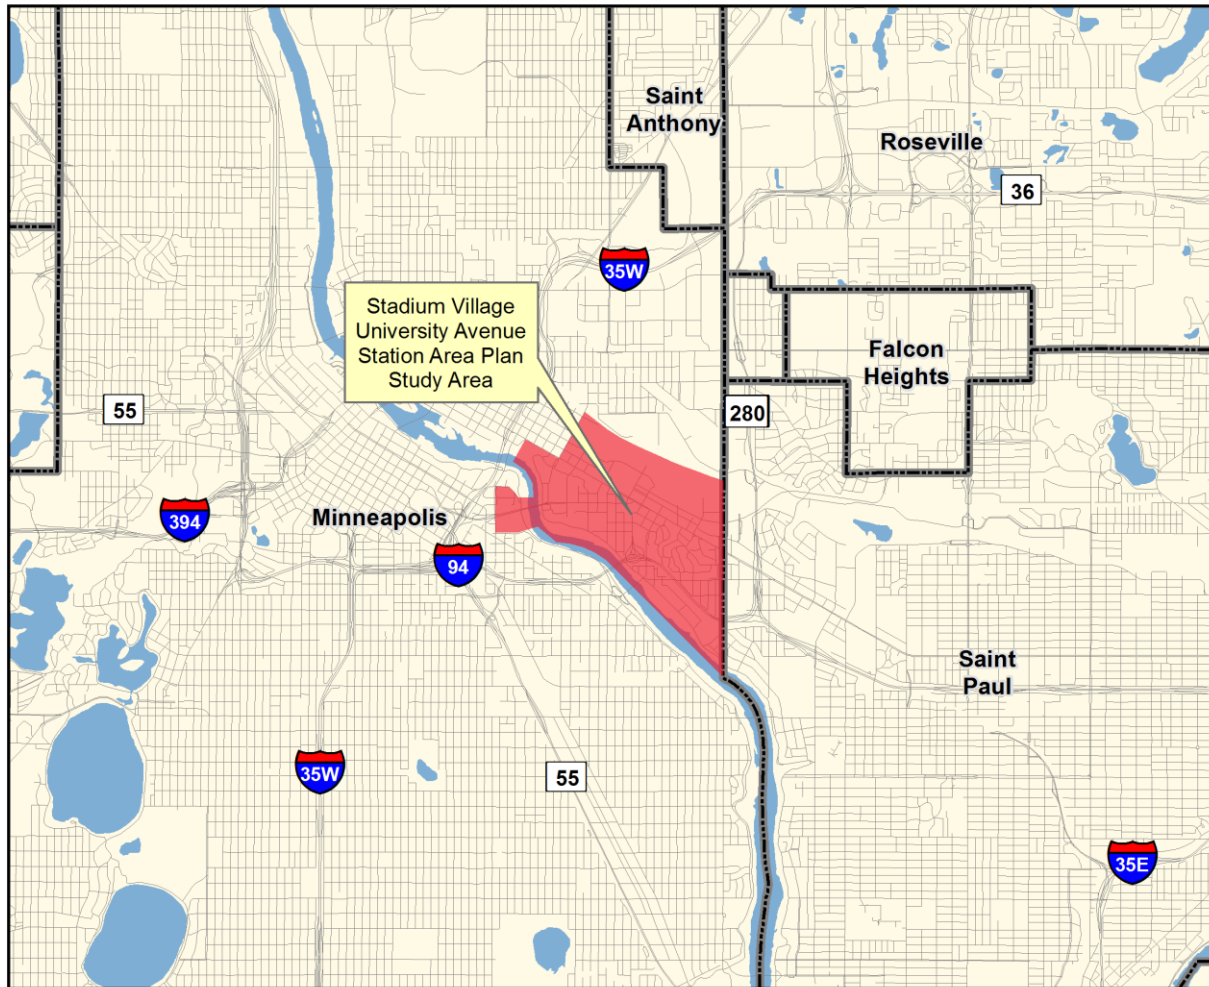 Saint
Anthony
Roseville
36
35W
Stadium Village
University Avenue
Station Area Plan
Study Area
Falcon
Heights
55
280
394
Minneapolis
94
Saint
Paul
35W
55
35E